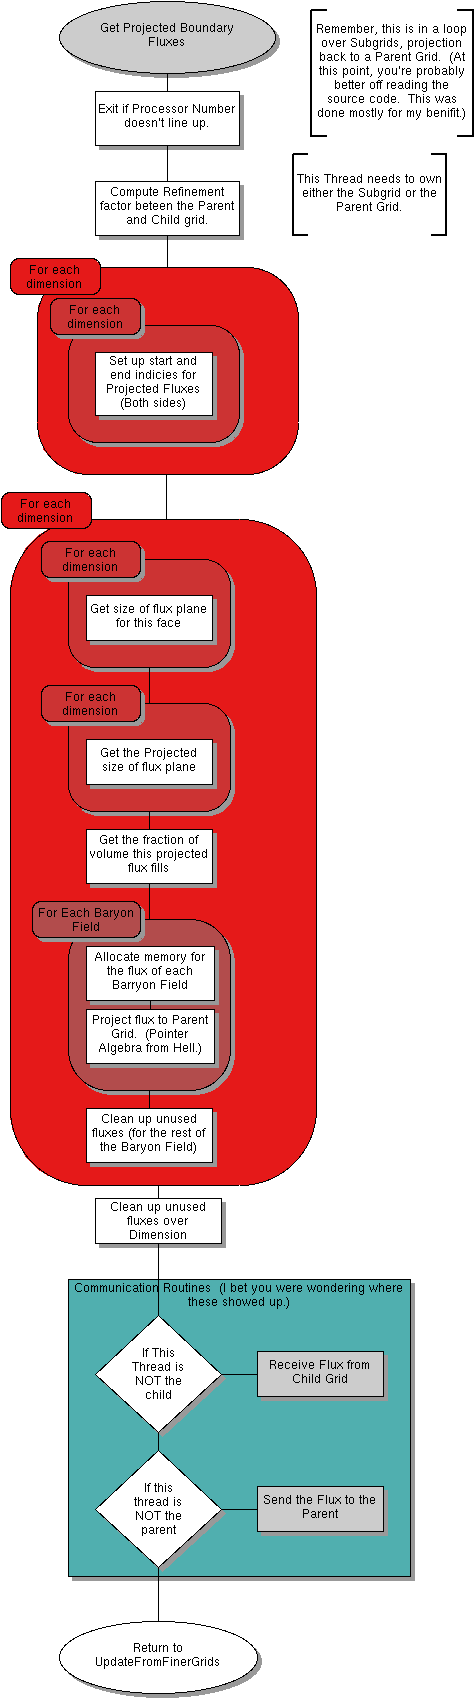 Get Projected Boundary
Fluxes
Remember, this is in a loop
over Subgrids, projection
back to a Parent Grid.  (At
this point, you're probably
better off reading the
source code.  This was
done mostly for my benifit.)
Exit if Processor Number
doesn't line up.
This Thread needs to own
either the Subgrid or the
Parent Grid.
Compute Refinement
factor beteen the Parent
and Child grid.
For each
dimension
For each
dimension
Set up start and
end indicies for
Projected Fluxes
(Both sides)
For each
dimension
For each
dimension
Get size of flux plane
for this face
For each
dimension
Get the Projected
size of flux plane
Get the fraction of
volume this projected
flux fills
For Each Baryon
Field
Allocate memory for
the flux of each
Barryon Field
Project flux to Parent
Grid.  (Pointer
Algebra from Hell.)
Clean up unused
fluxes (for the rest of
the Baryon Field)
Clean up unused
fluxes over
Dimension
Communication Routines  (I bet you were wondering where
these showed up.)
If This
Thread is
NOT the
child
Receive Flux from
Child Grid
If this
thread is
NOT the
parent
Send the Flux to the
Parent
Return to
UpdateFromFinerGrids